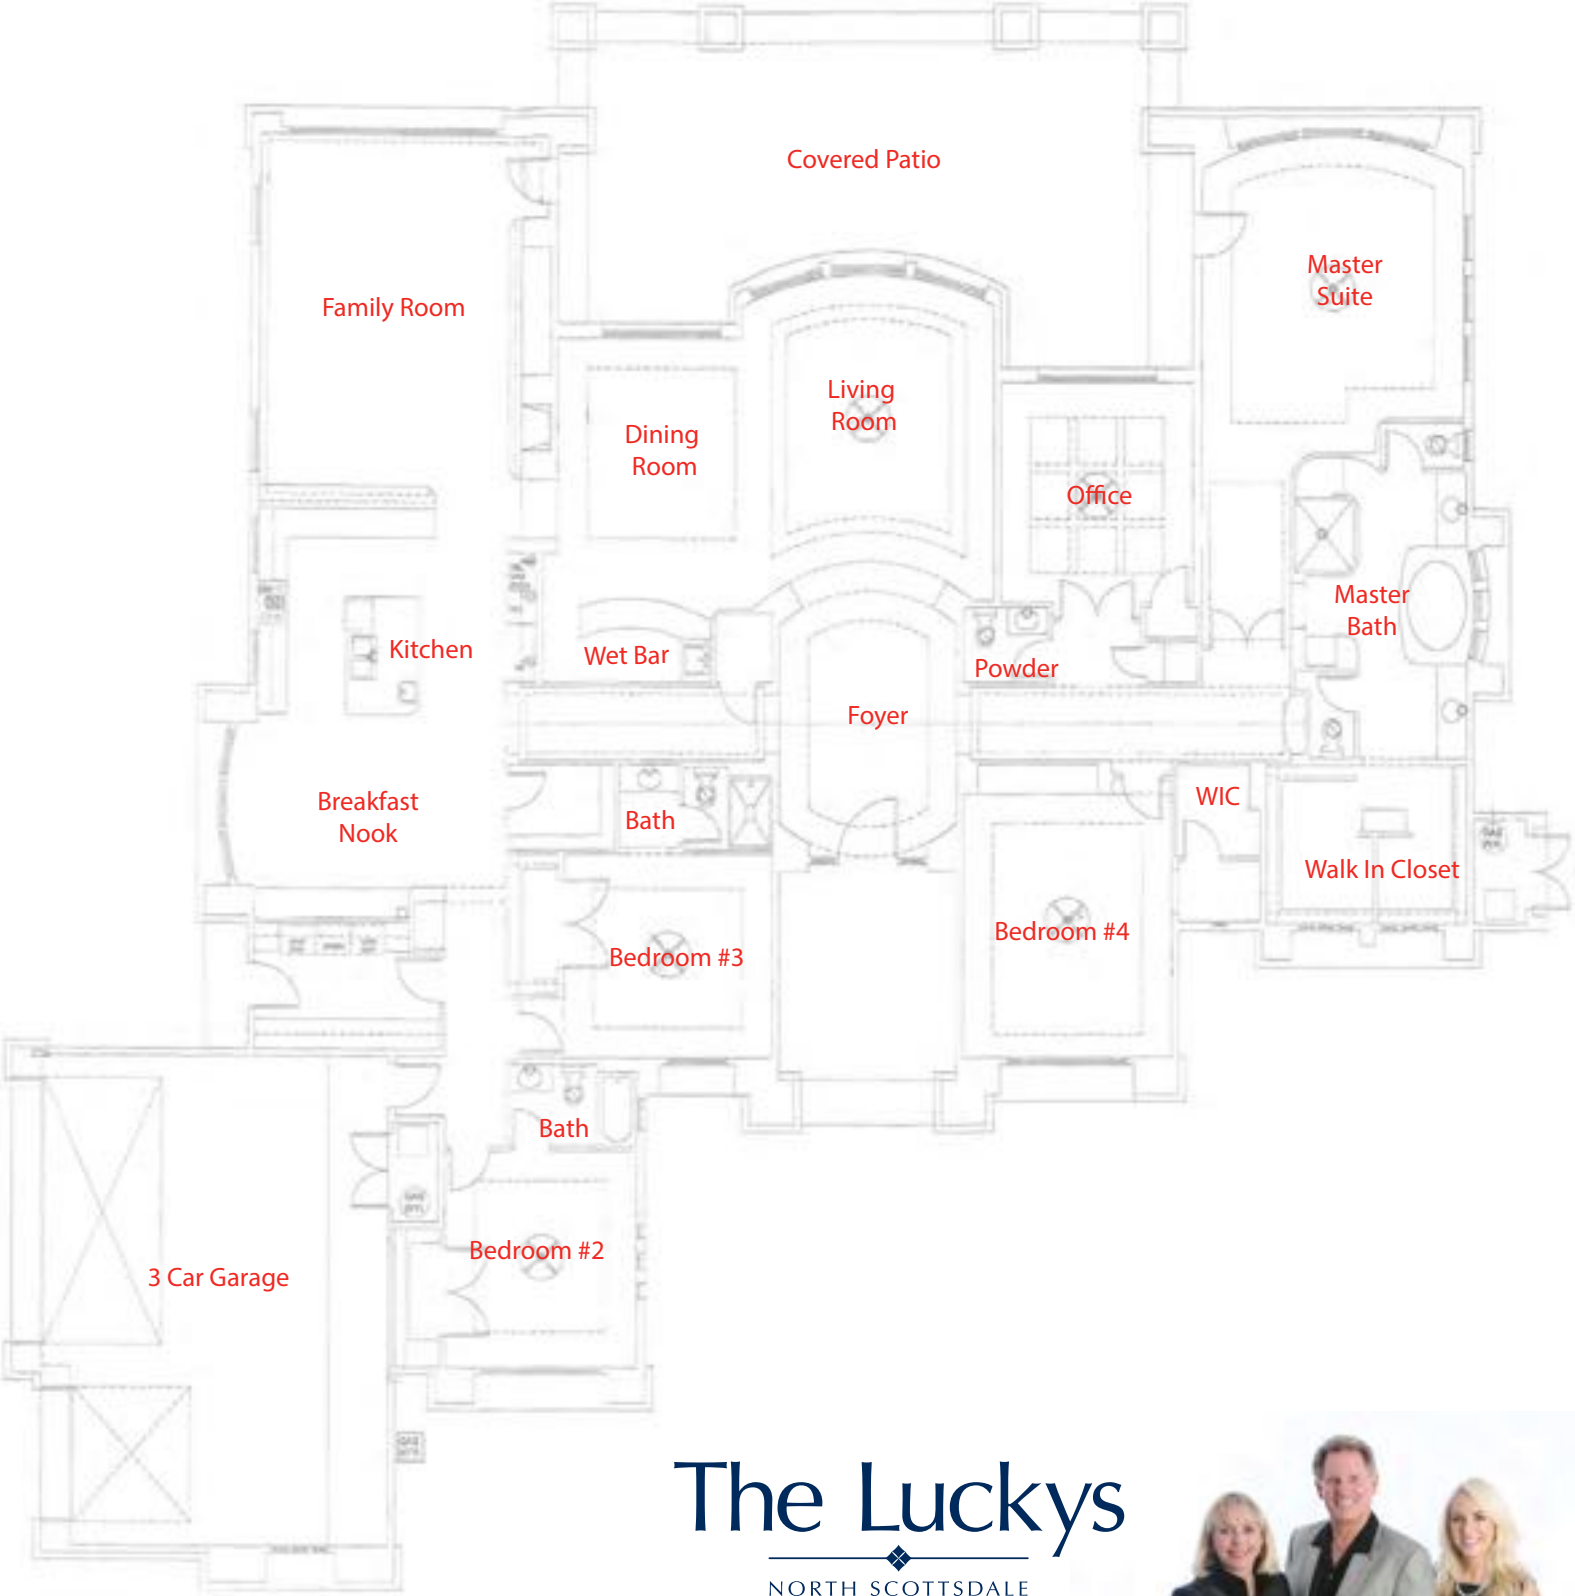 Covered Patio
Family Room
Master
Suite
Living
Room
Dining
Room
Office
Master
Bath
Kitchen
Wet Bar
Powder
Foyer
Breakfast
Nook
Bath
WIC
Walk In Closet
Bedroom #3
Bedroom #4
Bath
Bedroom #2
3 Car Garage
The Luckys
NORTH SCOTTSDALE